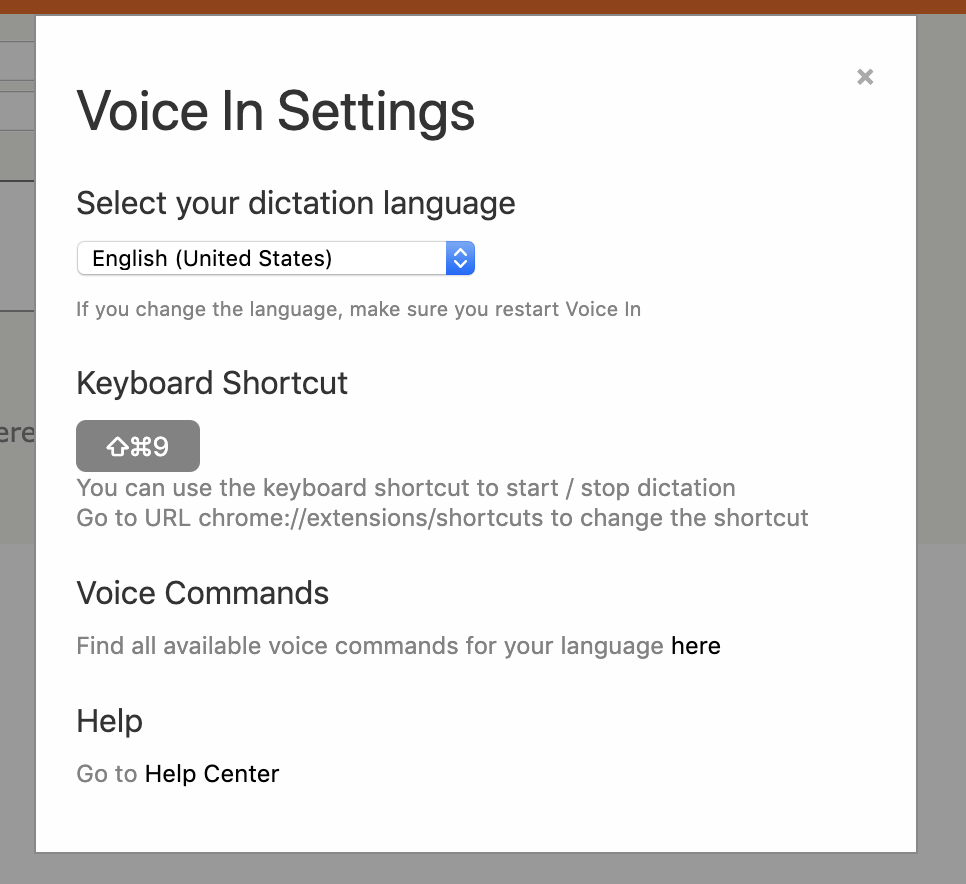 Voice In Settings
×
Select your dictation language
English (United States)
If you change the language, make sure you restart Voice In
Keyboard Shortcut
⇧⌘9
ere
You can use the keyboard shortcut to start / stop dictation
Go to URL chrome://extensions/shortcuts to change the shortcut
Voice Commands
Find all available voice commands for your language here
Help
Go to Help Center